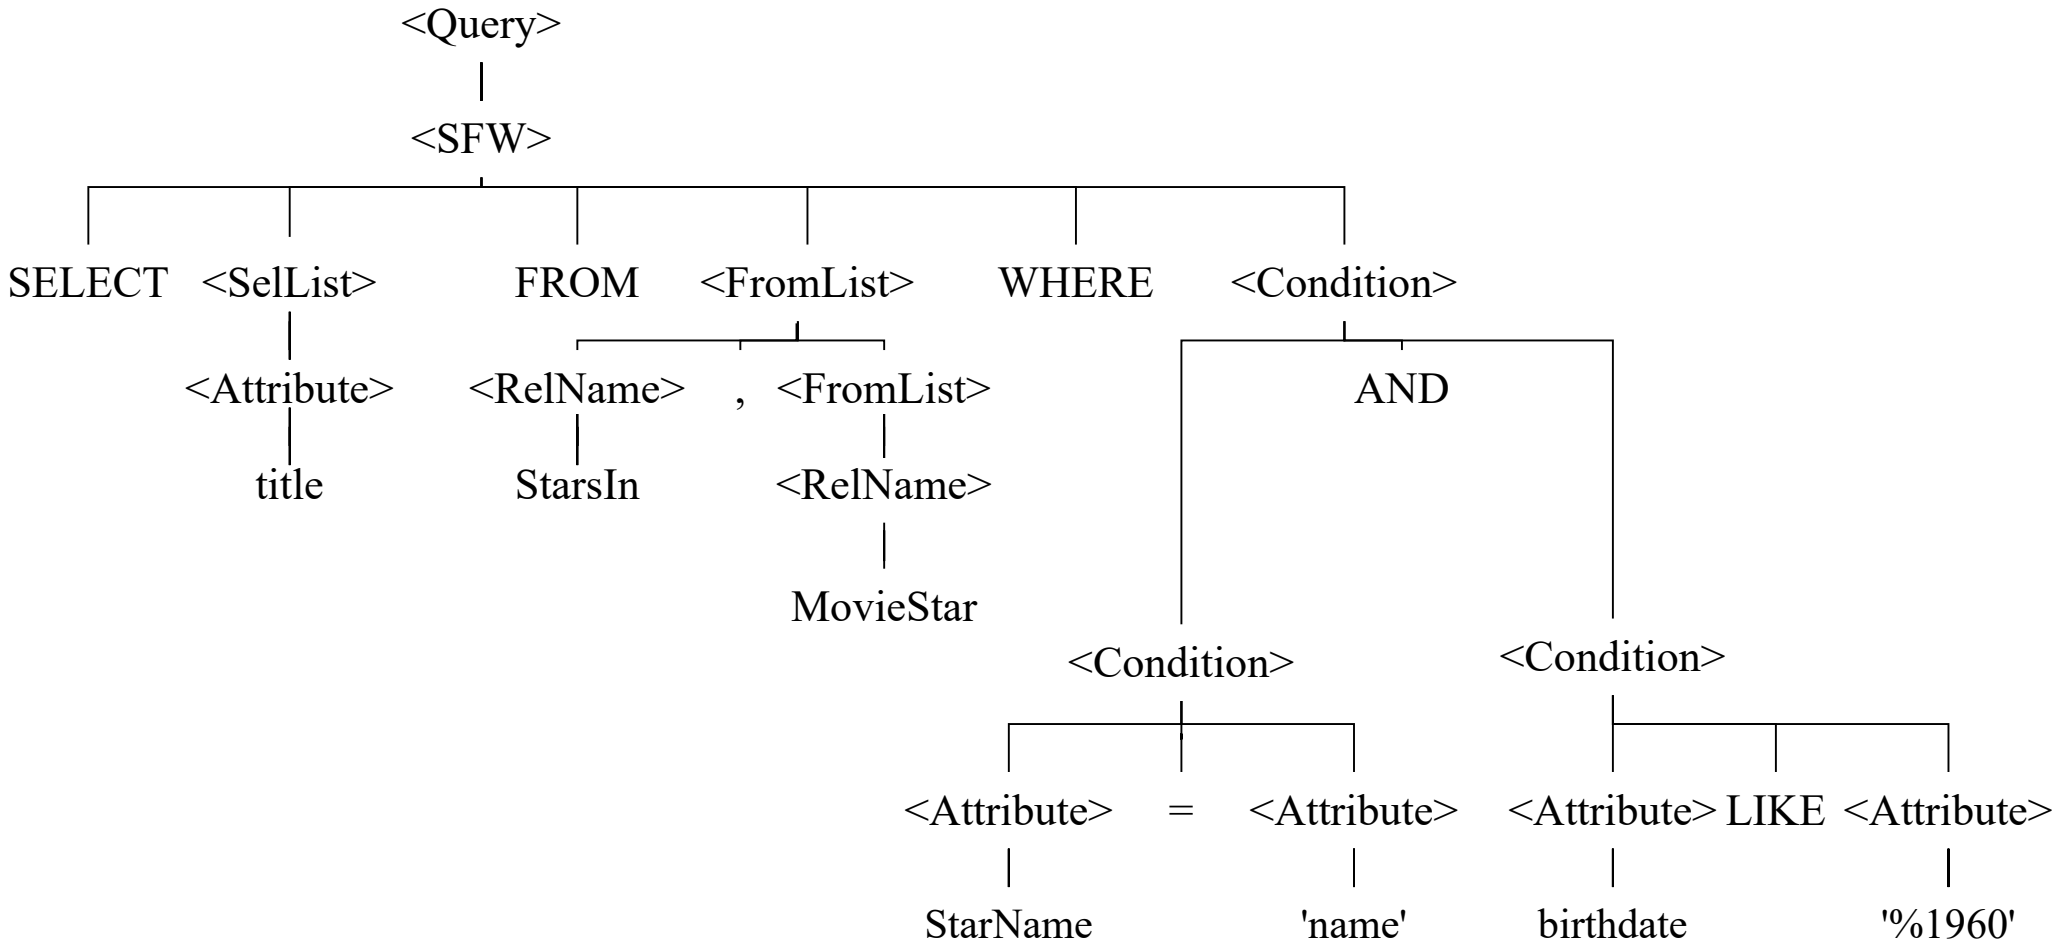 <Query>
<SFW>
SELECT <SelList> FROM <FromList> WHERE <Condition>
<Attribute> <RelName> , <FromList> AND
title StarsIn <RelName>
MovieStar
<Condition> <Condition>
<Attribute> = <Attribute> <Attribute> LIKE <Attribute>
StarName 'name' birthdate '%1960'